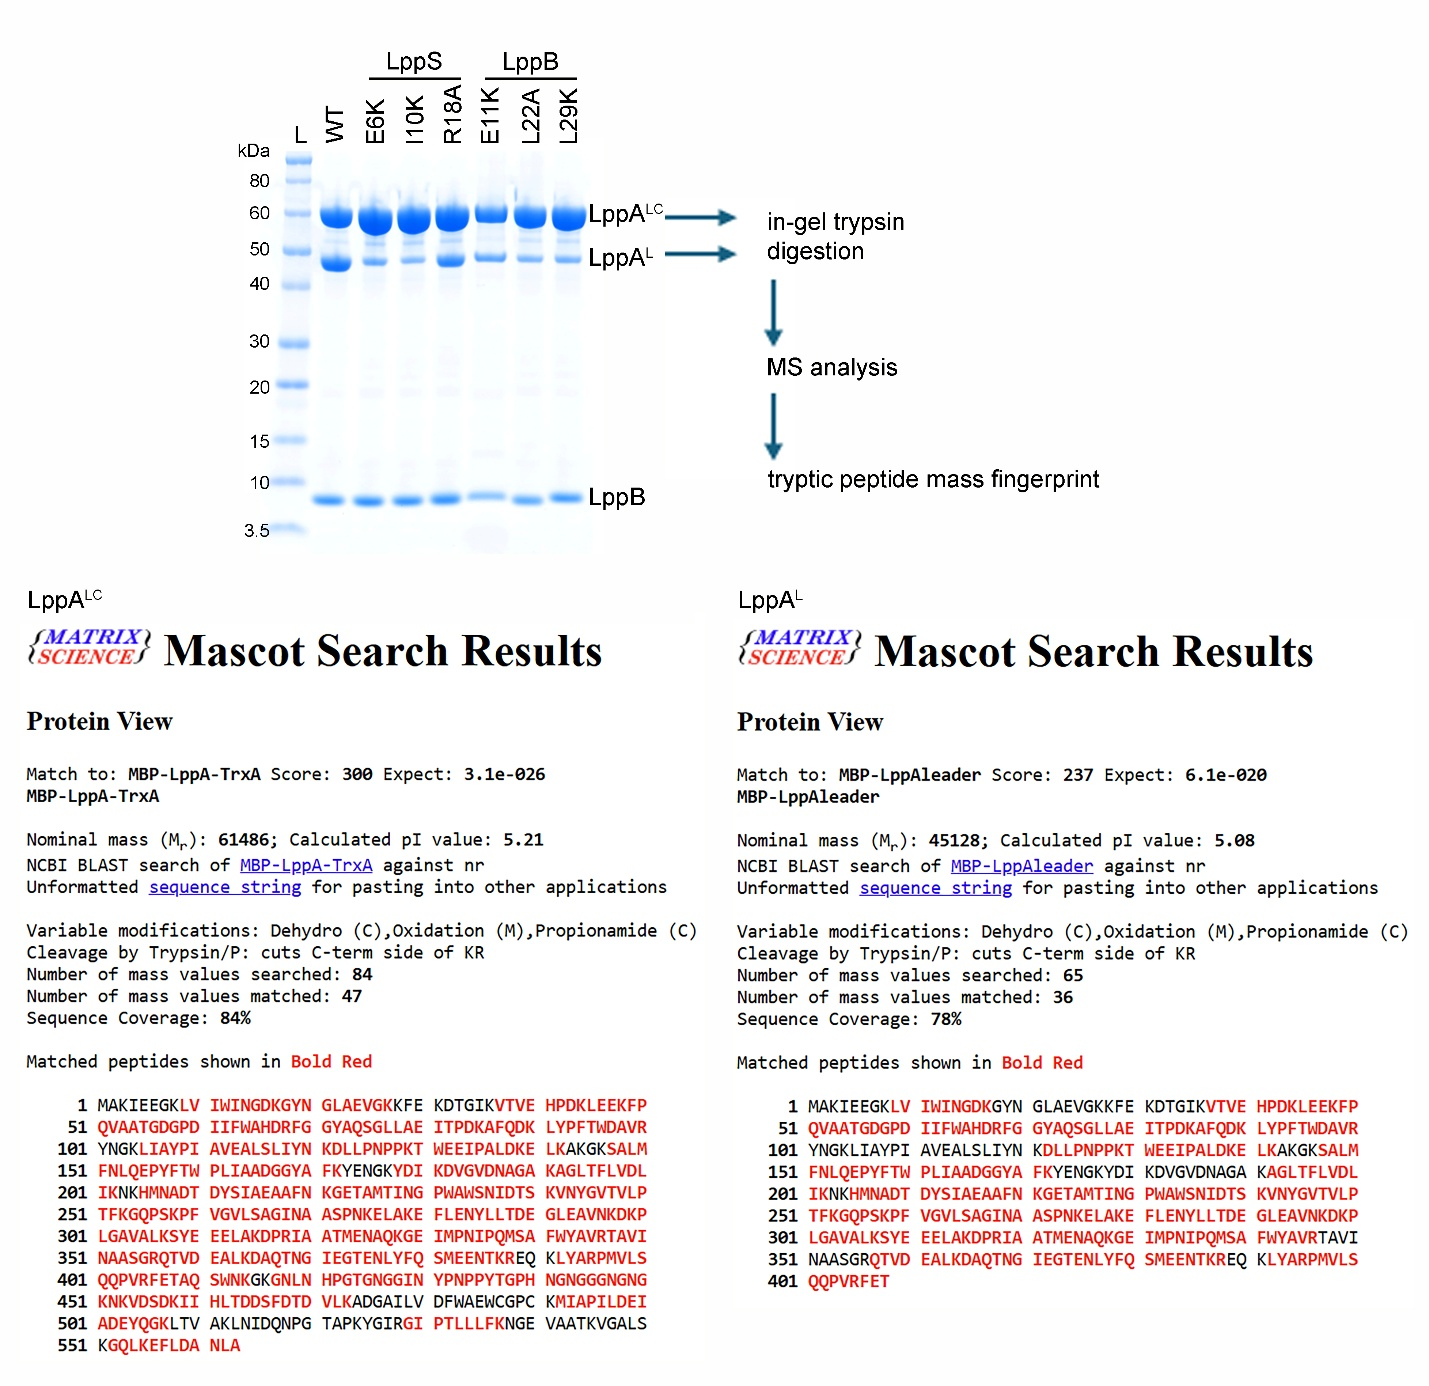 LppS LppB
L WT E6K I10K R18A E11K L22A L29K
kDa
80
60
50
40
30
20
15
10
3.5
LppA^LC
LppA^L
LppB
in-gel trypsin
digestion
MS analysis
tryptic peptide mass fingerprint
LppA^LC
{MATRIX SCIENCE} Mascot Search Results
Protein View
Match to: MBP-LppA-TrxA Score: 300 Expect: 3.1e-026
MBP-LppA-TrxA
Nominal mass (Mr): 61486; Calculated pI value: 5.21
NCBI BLAST search of MBP-LppA-TrxA against nr
Unformatted sequence string for pasting into other applications
Variable modifications: Dehydro (C),Oxidation (M),Propionamide (C)
Cleavage by Trypsin/P: cuts C-term side of KR
Number of mass values searched: 84
Number of mass values matched: 47
Sequence Coverage: 84%
Matched peptides shown in Bold Red
1 MAKIEEGKLV IWINGDKGYN GLAEVGKKFE KDTGIKVTVE HPDKLEEKFP
51 QVAATGDGPD IIFWAHDRFG GYAQSGLLAE ITPDKAFQDK LYPFTWDAVR
101 YNGKLIAYPI AVEALSLIYN KDLLPNPPKT WEEIPALDKE LKAKGKSALM
151 FNLQEPYFTW PLIAADGGYA FKYENGKYDI KDVGVDNAGA KAGLTFLVDL
201 IKNKHMNADT DYSIAEAAFN KGETAMTING PWAWSNIDTS KVNYGVTVLP
251 TFKGQPSKPF VGVLSAGINA ASPNKELAKE FLENYLLTDE GLEAVNKDKP
301 LGAVALKSYE EELAKDPRIA ATMENAQKGE IMPNIPQMSA FWYAVRTAVI
351 NAASGRQTVD EALKDAQTNG IEGTENLYFQ SMEENTKREQ KLYARPMVLS
401 QQPVRFETAQ SWNKGKGNLN HPGTGNGGIN YPNPPYTGPH NGNGGGNGNG
451 KNKVDSDKII HLTDDSFDTD VLKADGAILV DFWAEWCGPC KMIAPILDEI
501 ADEYQGKLTV AKLNIDQNPG TAPKYGIRGI PTLLLFKNGE VAATKVGALS
551 KGQLKEFLDA NLA
LppA^L
{MATRIX SCIENCE} Mascot Search Results
Protein View
Match to: MBP-LppAleader Score: 237 Expect: 6.1e-020
MBP-LppAleader
Nominal mass (Mr): 45128; Calculated pI value: 5.08
NCBI BLAST search of MBP-LppAleader against nr
Unformatted sequence string for pasting into other applications
Variable modifications: Dehydro (C),Oxidation (M),Propionamide (C)
Cleavage by Trypsin/P: cuts C-term side of KR
Number of mass values searched: 65
Number of mass values matched: 36
Sequence Coverage: 78%
Matched peptides shown in Bold Red
1 MAKIEEGKLV IWINGDKGYN GLAEVGKKFE KDTGIKVTVE HPDKLEEKFP
51 QVAATGDGPD IIFWAHDRFG GYAQSGLLAE ITPDKAFQDK LYPFTWDAVR
101 YNGKLIAYPI AVEALSLIYN KDLLPNPPKT WEEIPALDKE LKAKGKSALM
151 FNLQEPYFTW PLIAADGGYA FKYENGKYDI KDVGVDNAGA KAGLTFLVDL
201 IKNKHMNADT DYSIAEAAFN KGETAMTING PWAWSNIDTS KVNYGVTVLP
251 TFKGQPSKPF VGVLSAGINA ASPNKELAKE FLENYLLTDE GLEAVNKDKP
301 LGAVALKSYE EELAKDPRIA ATMENAQKGE IMPNIPQMSA FWYAVRTAVI
351 NAASGRQTVD EALKDAQTNG IEGTENLYFQ SMEENTKREQ KLYARPMVLS
401 QQPVRFET